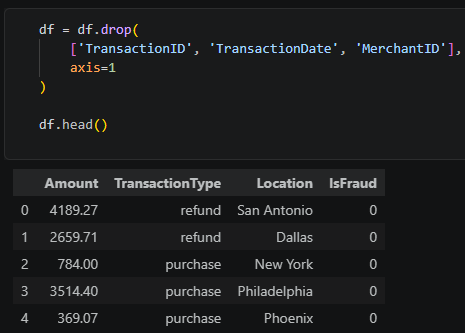 df = df.drop(
['TransactionID', 'TransactionDate', 'MerchantID'],
axis=1
)
df.head()
Amount TransactionType Location IsFraud
0 4189.27 refund San Antonio 0
1 2659.71 refund Dallas 0
2 784.00 purchase New York 0
3 3514.40 purchase Philadelphia 0
4 369.07 purchase Phoenix 0